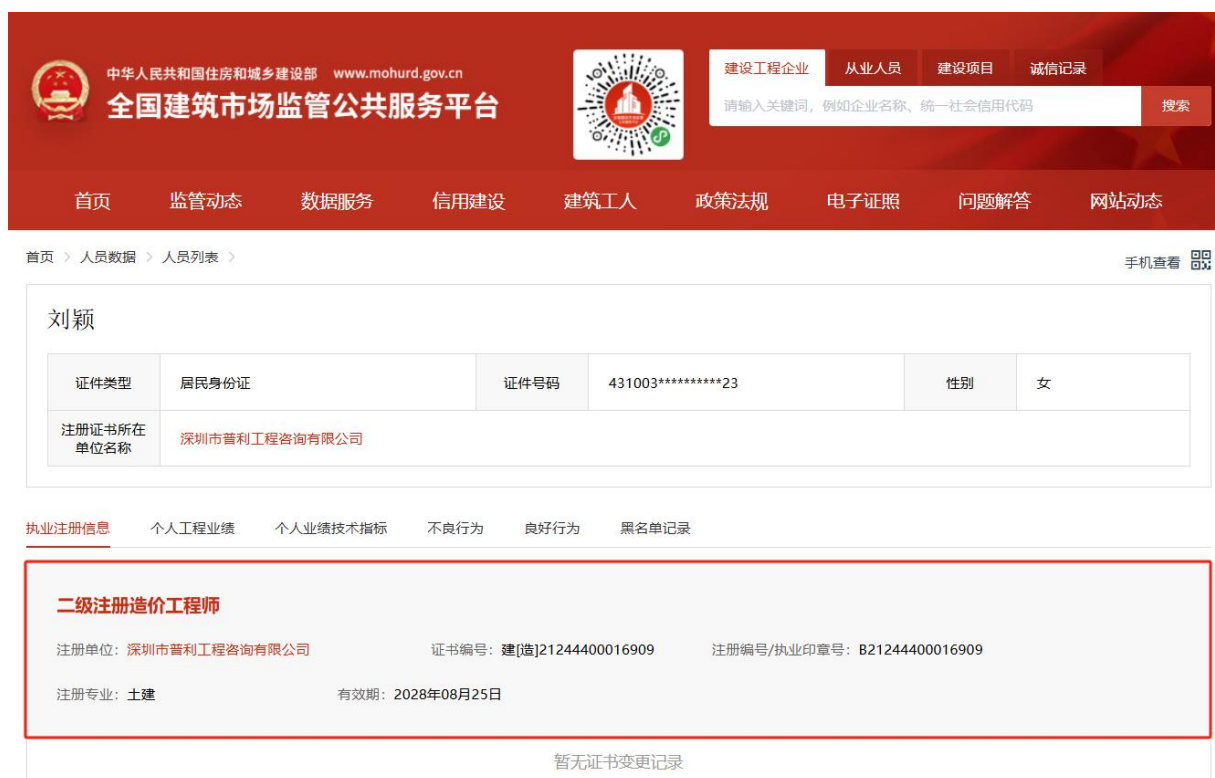 中华人民共和国住房和城乡建设部 www.mohurd.gov.cn
全国建筑市场监管公共服务平台
建设工程企业 从业人员 建设项目 诚信记录
请输入关键词，例如企业名称、统一社会信用代码 搜索
首页 监管动态 数据服务 信用建设 建筑工人 政策法规 电子证照 问题解答 网站动态
首页 > 人员数据 > 人员列表 >
手机查看
刘颖
证件类型 居民身份证 证件号码 431003**********23 性别 女
注册证书所在
单位名称
深圳市普利工程咨询有限公司
执业注册信息 个人工程业绩 个人业绩技术指标 不良行为 良好行为 黑名单记录
二级注册造价工程师
注册单位：深圳市普利工程咨询有限公司 证书编号：建[造]21244400016909 注册编号/执业印章号：B21244400016909
注册专业：土建 有效期：2028年08月25日
暂无证书变更记录